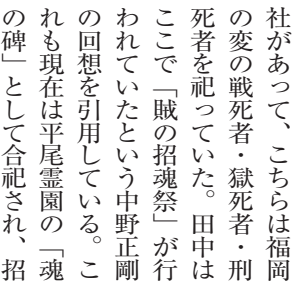 社があって、こちらは福岡
の変の戦死者・獄死者・刑
死者を祀っていた。田中は
ここで「賊の招魂祭」が行
われていたという中野正剛
の回想を引用している。こ
れも現在は平尾霊園の「魂
の碑」として合祀され、招